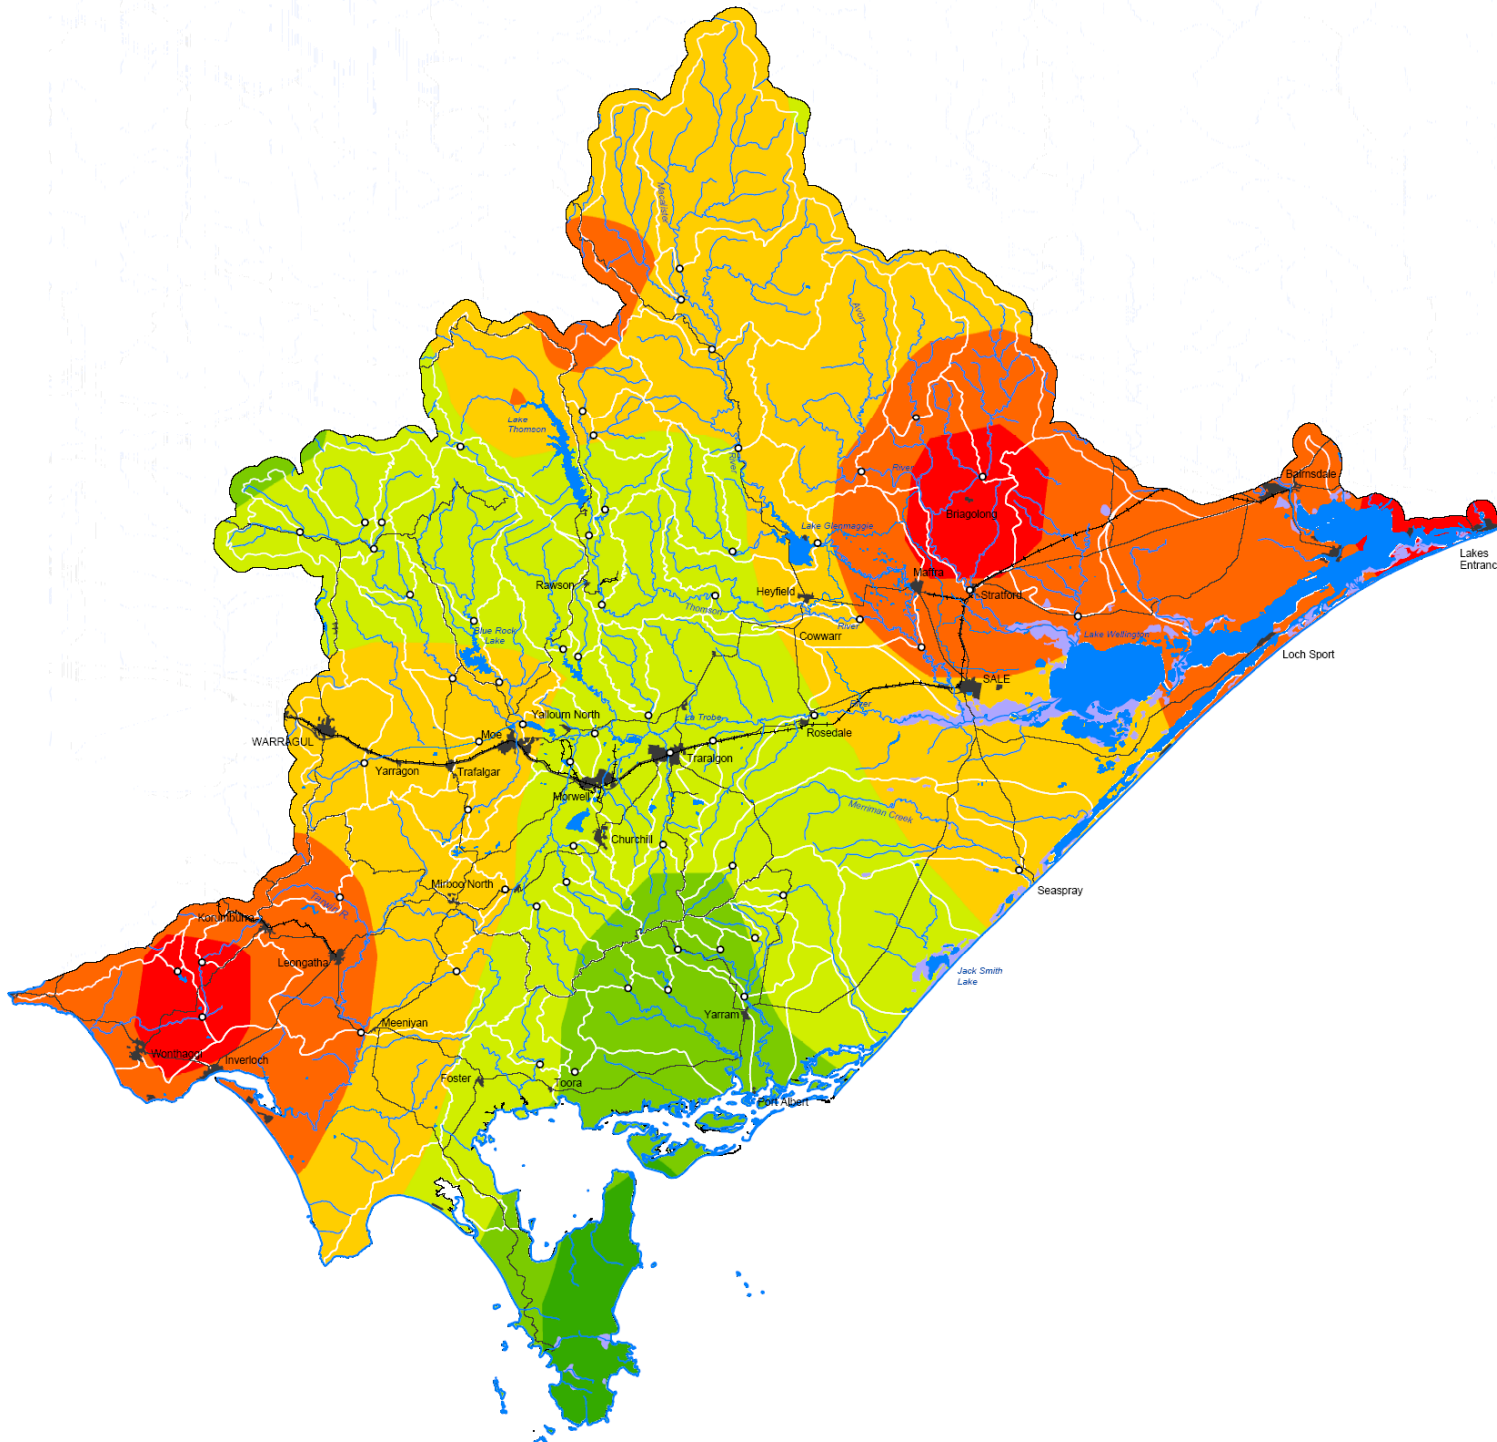 Macalister
Avon
Lake
Thomson
River
River
Bairnsdale
Briagolong
Lake Glenmaggie
Lakes
Entranc
Rawson
Maffra
Heyfield
Stratford
Thomson
River
Cowwarr
Blue Rock
Lake
Lake Wellington
Loch Sport
SALE
River
Yallourn North
La Trobe
WARRAGUL
Moe
Rosedale
Yarragon
Trafalgar
Traralgon
Morwell
Merriman Creek
Churchill
Mirboo North
Seaspray
Tarwin R.
Korumburra
Leongatha
Jack Smith
Lake
Yarram
Meeniyan
Wonthaggi
Inverloch
Foster
Toora
Port Albert